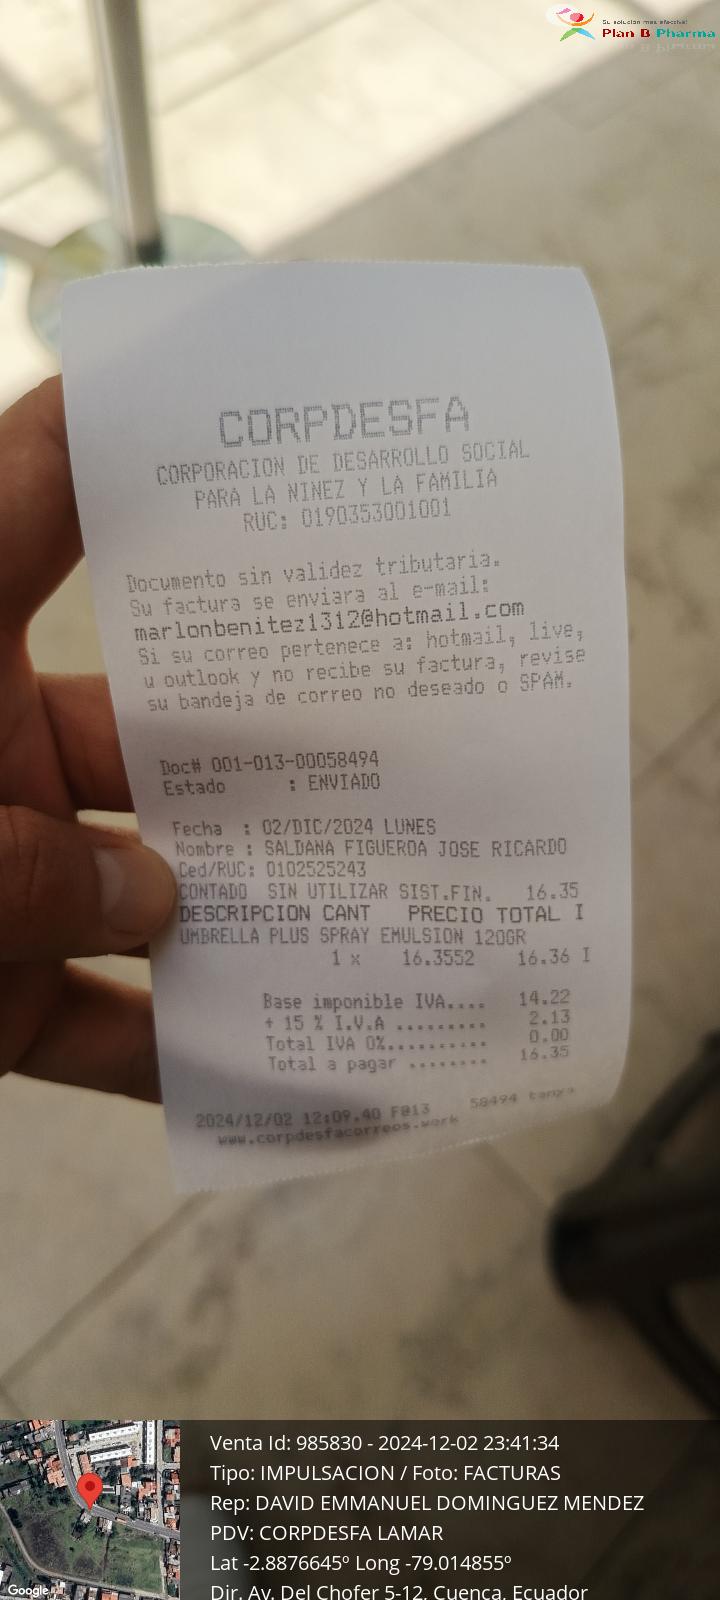 Su solución más efectiva!
Plan B Pharma
CORPDESFA
CORPORACION DE DESARROLLO SOCIAL
PARA LA NINEZ Y LA FAMILIA
RUC: 0190353001001
Documento sin validez tributaria.
Su factura se enviara al e-mail:
marlonbenitez1312@hotmail.com
Si su correo pertenece a: hotmail, live,
u outlook y no recibe su factura, revise
su bandeja de correo no deseado o SPAM.
Doc# 001-013-00058494
Estado : ENVIADO
Fecha : 02/DIC/2024 LUNES
Nombre : SALDANA FIGUEROA JOSE RICARDO
Ced/RUC: 0102525243
CONTADO SIN UTILIZAR SIST.FIN. 16.35
DESCRIPCION CANT PRECIO TOTAL I
UMBRELLA PLUS SPRAY EMULSION 120GR
1 x 16.3552 16.36 I
Base imponible IVA.... 14.22
+ 15 % I.V.A ......... 2.13
Total IVA 0%.......... 0.00
Total a pagar ........ 16.35
2024/12/02 12:09.40 F@13 58494
www.corpdesfacorreos.work
Google
Venta Id: 985830 - 2024-12-02 23:41:34
Tipo: IMPULSACION / Foto: FACTURAS
Rep: DAVID EMMANUEL DOMINGUEZ MENDEZ
PDV: CORPDESFA LAMAR
Lat -2.8876645º Long -79.014855º
Dir. Av. Del Chofer 5-12, Cuenca, Ecuador